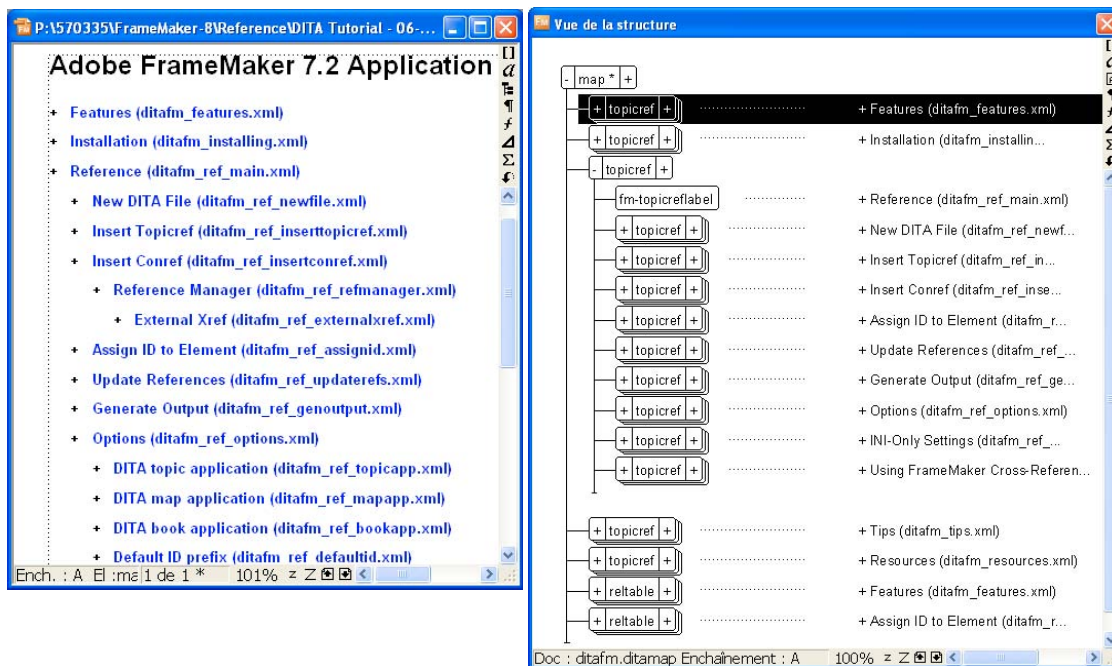 P:\570335\FrameMaker-8\Reference\DITA Tutorial - 06-...
Adobe FrameMaker 7.2 Application
+ Features (ditafm_features.xml)
+ Installation (ditafm_installing.xml)
+ Reference (ditafm_ref_main.xml)
+ New DITA File (ditafm_ref_newfile.xml)
+ Insert Topicref (ditafm_ref_inserttopicref.xml)
+ Insert Conref (ditafm_ref_insertconref.xml)
+ Reference Manager (ditafm_ref_refmanager.xml)
+ External Xref (ditafm_ref_externalxref.xml)
+ Assign ID to Element (ditafm_ref_assignid.xml)
+ Update References (ditafm_ref_updaterefs.xml)
+ Generate Output (ditafm_ref_genoutput.xml)
+ Options (ditafm_ref_options.xml)
+ DITA topic application (ditafm_ref_topicapp.xml)
+ DITA map application (ditafm_ref_mapapp.xml)
+ DITA book application (ditafm_ref_bookapp.xml)
+ Default ID prefix (ditafm_ref_defaultid.xml)
Ench. : A El :ma 1 de 1 * 101% z Z
Vue de la structure
- map * +
+ topicref + + Features (ditafm_features.xml)
+ topicref + + Installation (ditafm_installin...
- topicref +
fm-topicreflabel + Reference (ditafm_ref_main.xml)
+ topicref + + New DITA File (ditafm_ref_newf...
+ topicref + + Insert Topicref (ditafm_ref_in...
+ topicref + + Insert Conref (ditafm_ref_inse...
+ topicref + + Assign ID to Element (ditafm_r...
+ topicref + + Update References (ditafm_ref_...
+ topicref + + Generate Output (ditafm_ref_ge...
+ topicref + + Options (ditafm_ref_options.xml)
+ topicref + + INI-Only Settings (ditafm_ref_...
+ topicref + + Using FrameMaker Cross-Referen...
+ topicref + + Tips (ditafm_tips.xml)
+ topicref + + Resources (ditafm_resources.xml)
+ reltable + + Features (ditafm_features.xml)
+ reltable + + Assign ID to Element (ditafm_r...
Doc : ditafm.ditamap Enchaînement : A 100% z Z